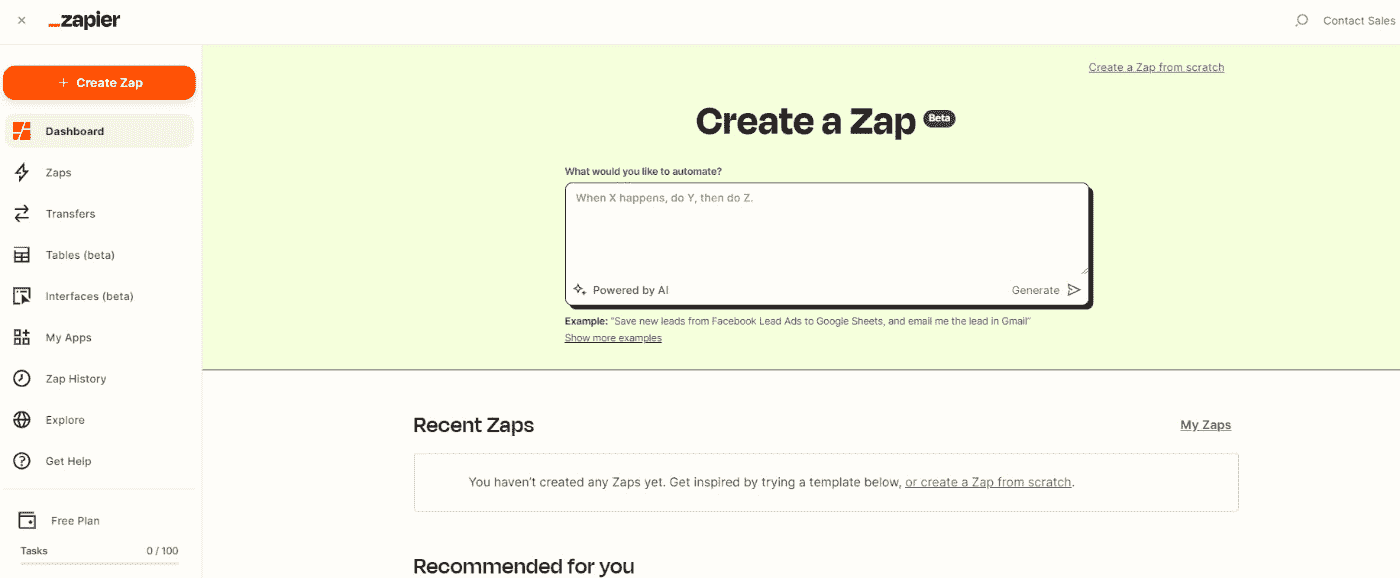 zapier
Contact Sales
+ Create Zap
Dashboard
Zaps
Transfers
Tables (beta)
Interfaces (beta)
My Apps
Zap History
Explore
Get Help
Free Plan
Tasks 0 / 100
Create a Zap from scratch
Create a Zap Beta
What would you like to automate?
When X happens, do Y, then do Z.
Powered by AI Generate
Example: "Save new leads from Facebook Lead Ads to Google Sheets, and email me the lead in Gmail"
Show more examples
Recent Zaps My Zaps
You haven't created any Zaps yet. Get inspired by trying a template below, or create a Zap from scratch.
Recommended for you